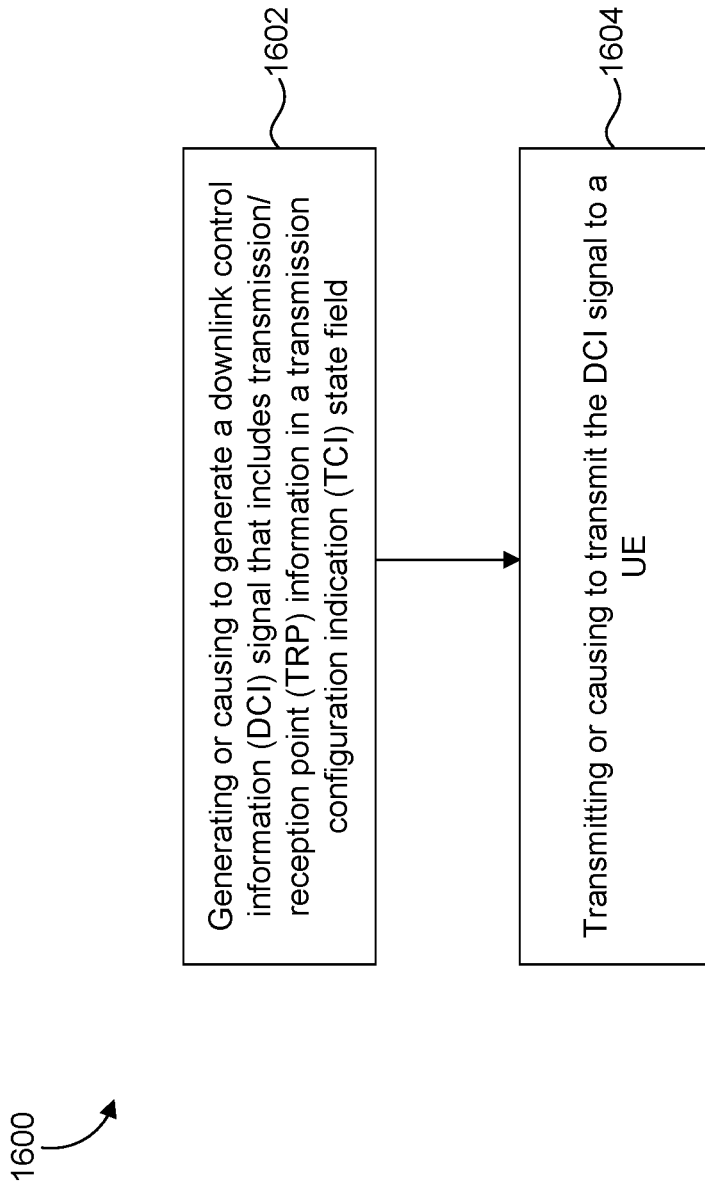 1600
Generating or causing to generate a downlink control
information (DCI) signal that includes transmission/
reception point (TRP) information in a transmission
configuration indication (TCI) state field
1602
Transmitting or causing to transmit the DCI signal to a
UE
1604